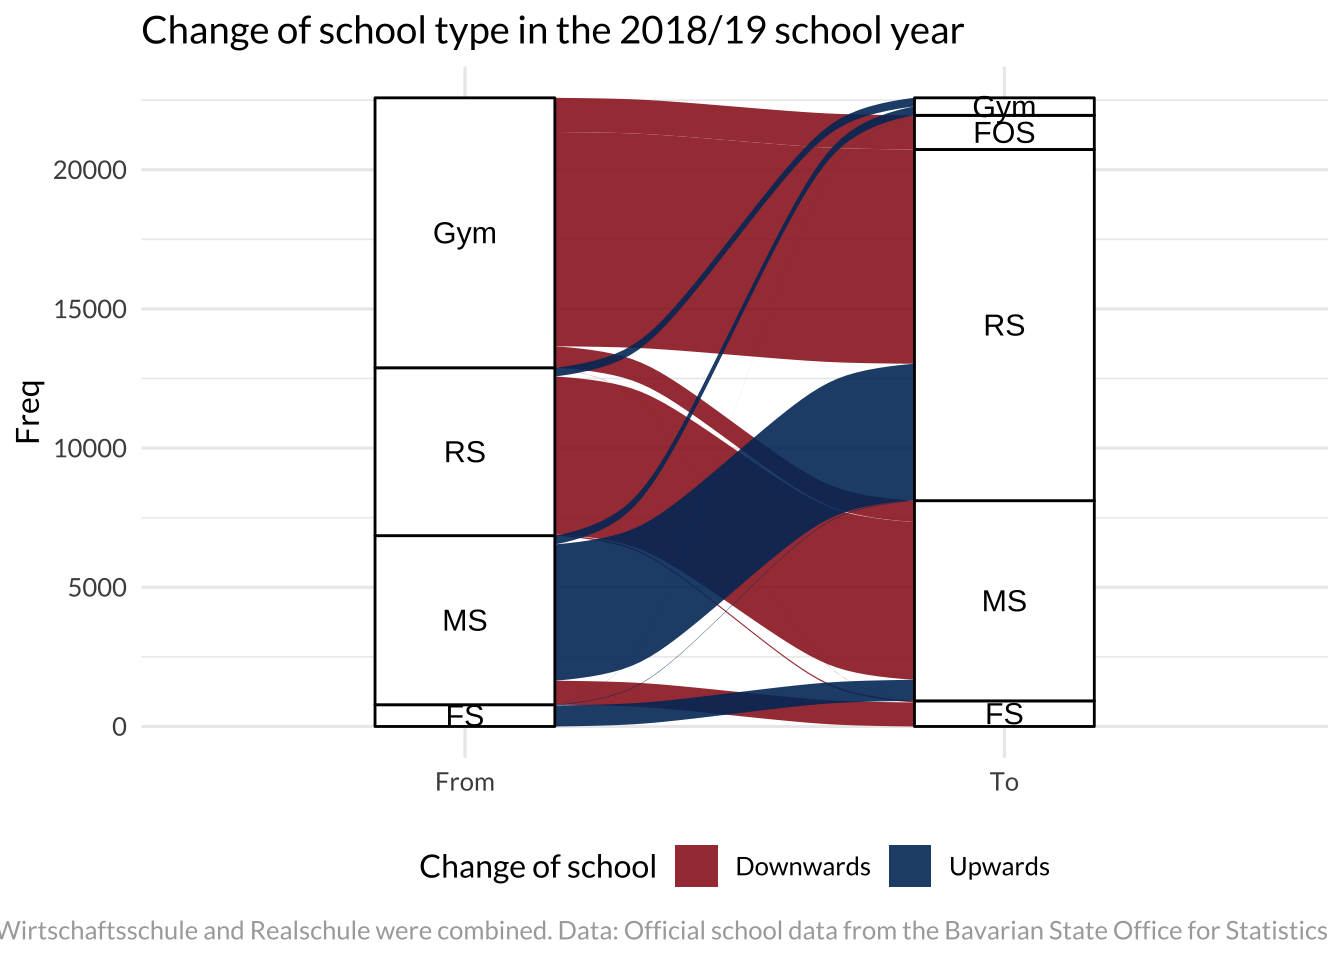 Change of school type in the 2018/19 school year
Freq
20000
15000
10000
5000
0
Gym
RS
MS
FS
Gym
FOS
RS
MS
FS
From
To
Change of school
Downwards
Upwards
Wirtschaftsschule and Realschule were combined. Data: Official school data from the Bavarian State Office for Statistics